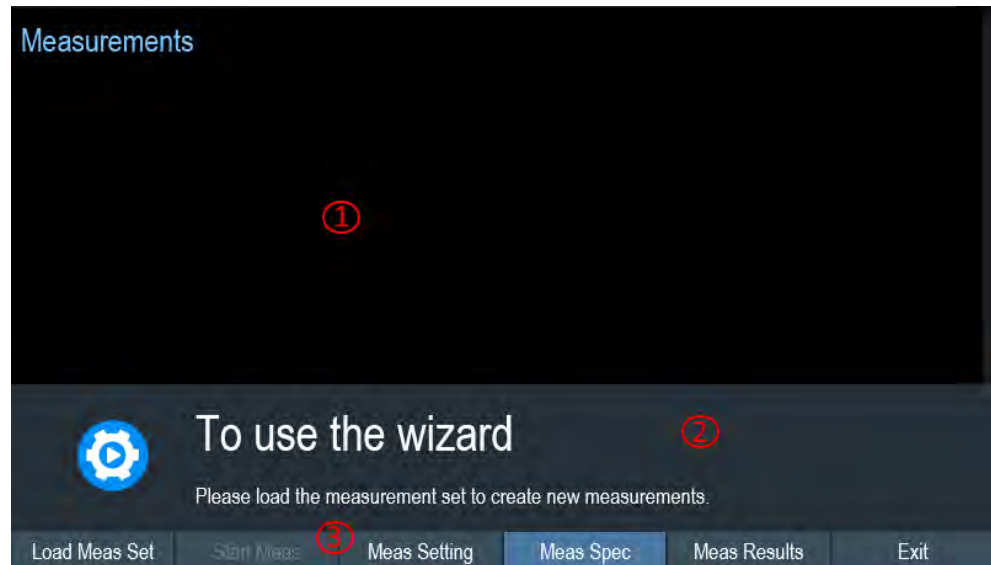 Measurements
①
To use the wizard
②
Please load the measurement set to create new measurements.
③
Load Meas Set Start Meas Meas Setting Meas Spec Meas Results Exit